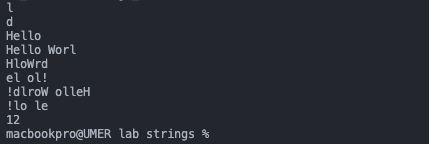 l
d
Hello
Hello Worl
HloWrd
el ol!
!dlroW olleH
!lo le
12
macbookpro@UMER lab strings %